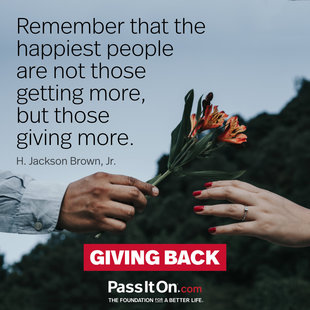 Remember that the
happiest people
are not those
getting more,
but those
giving more.
H. Jackson Brown, Jr.
GIVING BACK
PassItOn.com
THE FOUNDATION FOR A BETTER LIFE.